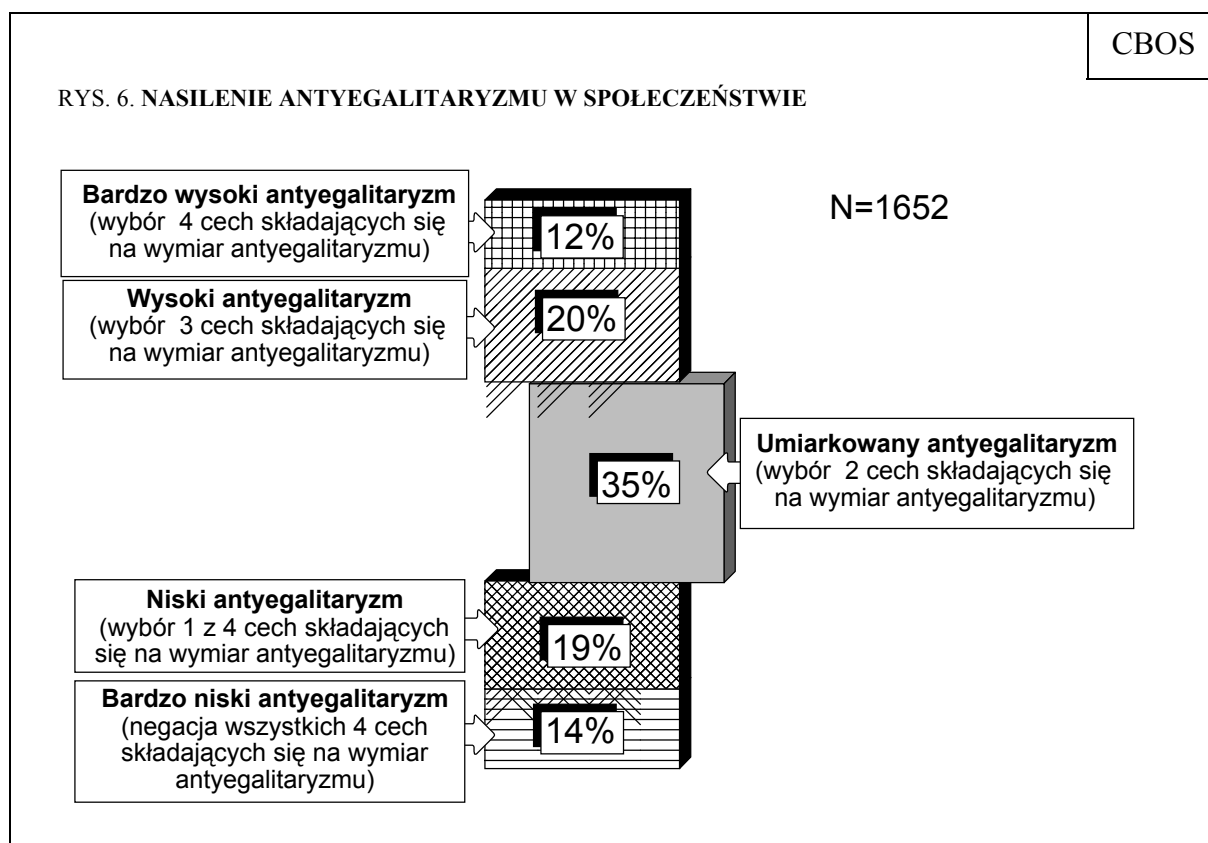 CBOS
RYS. 6. NASILENIE ANTYEGALITARYZMU W SPOŁECZEŃSTWIE
N=1652
Bardzo wysoki antyegalitaryzm
(wybór 4 cech składających się
na wymiar antyegalitaryzmu)
12%
Wysoki antyegalitaryzm
(wybór 3 cech składających się
na wymiar antyegalitaryzmu)
20%
Umiarkowany antyegalitaryzm
(wybór 2 cech składających się
na wymiar antyegalitaryzmu)
35%
Niski antyegalitaryzm
(wybór 1 z 4 cech składających
się na wymiar antyegalitaryzmu)
19%
Bardzo niski antyegalitaryzm
(negacja wszystkich 4 cech
składających się na wymiar
antyegalitaryzmu)
14%